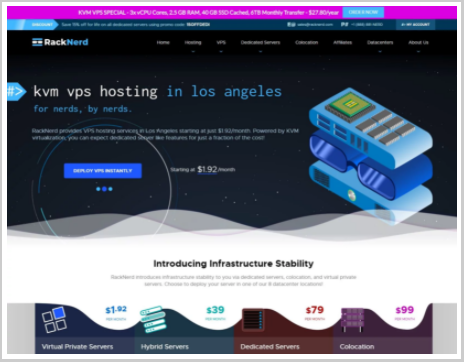 KVM VPS SPECIAL - 3x vCPU Cores, 2.5 GB RAM, 40 GB SSD Cached, 6TB Monthly Transfer - $27.80/year ORDER NOW
Save 15% off for life on all dedicated servers using promo code: 15OFFDEDI
MY ACCOUNT
RackNerd
Home Hosting VPS Dedicated Servers Colocation Affiliates Datacenters About Us
#> kvm vps hosting in los angeles
for nerds, by nerds.
RackNerd provides VPS hosting services in Los Angeles starting at just $1.92/month. Powered by KVM
virtualization, you can expect dedicated server like features for just a fraction of the cost!
DEPLOY VPS INSTANTLY Starting at $1.92/month
Introducing Infrastructure Stability
RackNerd introduces infrastructure stability to you via dedicated servers, colocation, and virtual private
servers. Choose to deploy your server in one of our 8 datacenter locations!
$1.92 $39 $79 $99
PER MONTH PER MONTH PER MONTH PER MONTH
Virtual Private Servers Hybrid Servers Dedicated Servers Colocation